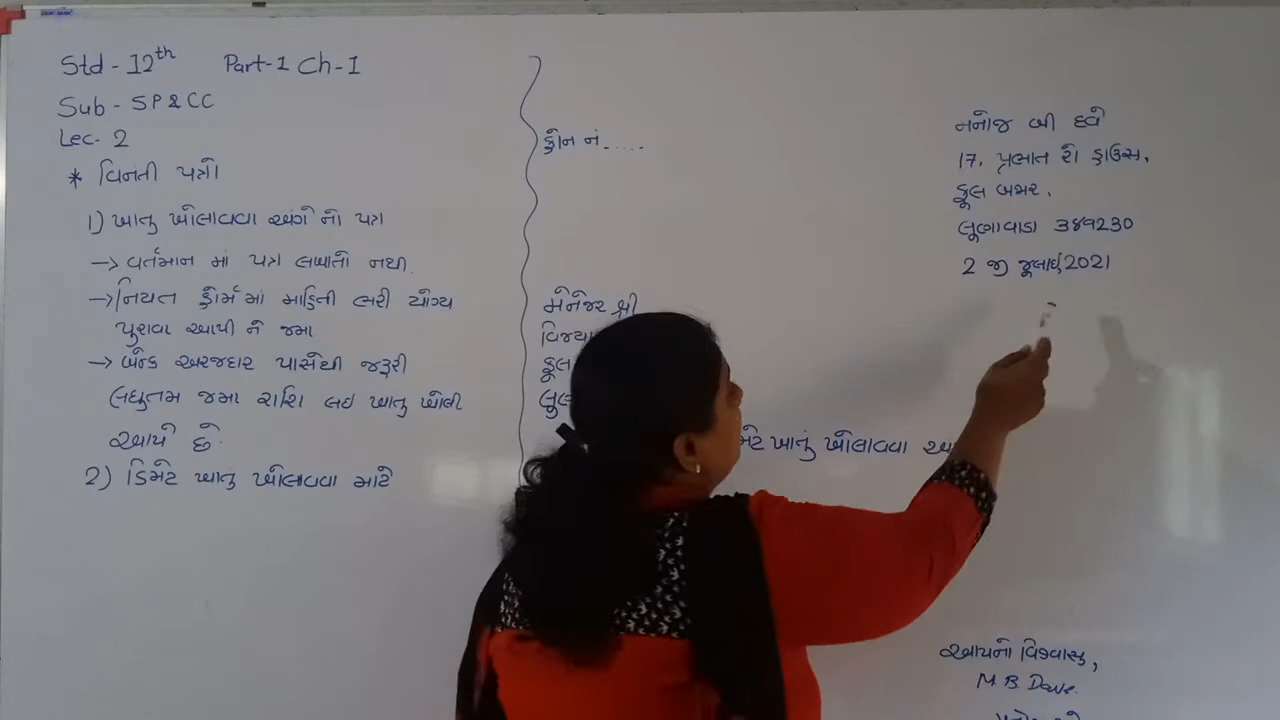 Std - 12th Part-1 Ch-1
Sub - SP & CC
Lec - 2
* વિનતી પત્રો
1) ખાતુ ખોલાવવા અંગે નો પત્ર
→ વર્તમાન માં પત્ર લખાતો નથી.
→ નિયત ફોર્મ માં માહિતી ભરી યોગ્ય
પુરાવા આપી ને જમા
→ બેન્ક અરજદાર પાસેથી જરૂરી
લઘુતમ જમા રાશિ લઇ ખાતુ ખોલી
આપે છે.
2) ડિમેટ ખાતુ ખોલાવવા માટે
ફોન નં.....
મનોજ બી દવે
17, પ્રભાત રો હાઉસ,
ફૂલ બજાર,
લૂણાવાડા 389230
2 જી જૂલાઇ 2021
મેનેજર શ્રી
વિજયા
ફૂલ
ખાતું ખોલાવવા
આપનો વિશ્વાસુ,
M. B. Dave.